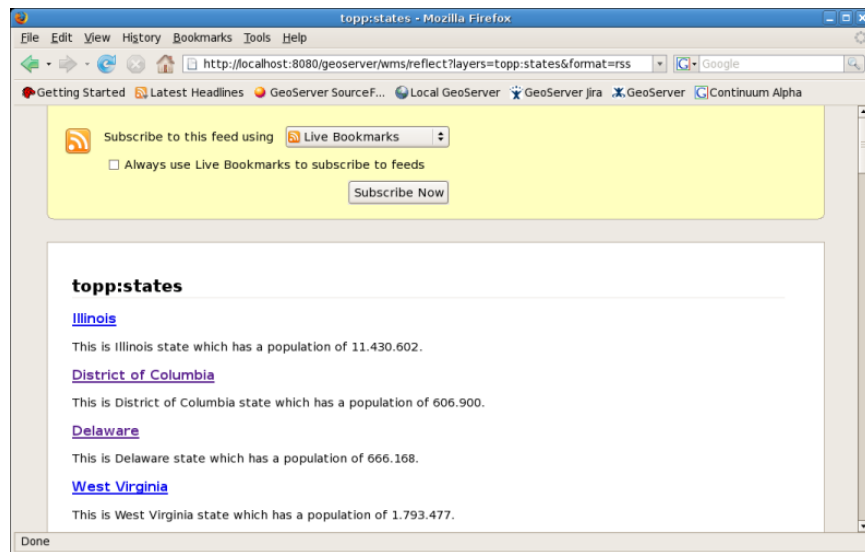 topp:states - Mozilla Firefox
File Edit View History Bookmarks Tools Help
http://localhost:8080/geoserver/wms/reflect?layers=topp:states&format=rss G Google
Getting Started Latest Headlines GeoServer SourceF... Local GeoServer GeoServer Jira GeoServer G Continuum Alpha
Subscribe to this feed using Live Bookmarks
Always use Live Bookmarks to subscribe to feeds
Subscribe Now
topp:states
Illinois
This is Illinois state which has a population of 11.430.602.
District of Columbia
This is District of Columbia state which has a population of 606.900.
Delaware
This is Delaware state which has a population of 666.168.
West Virginia
This is West Virginia state which has a population of 1.793.477.
Done